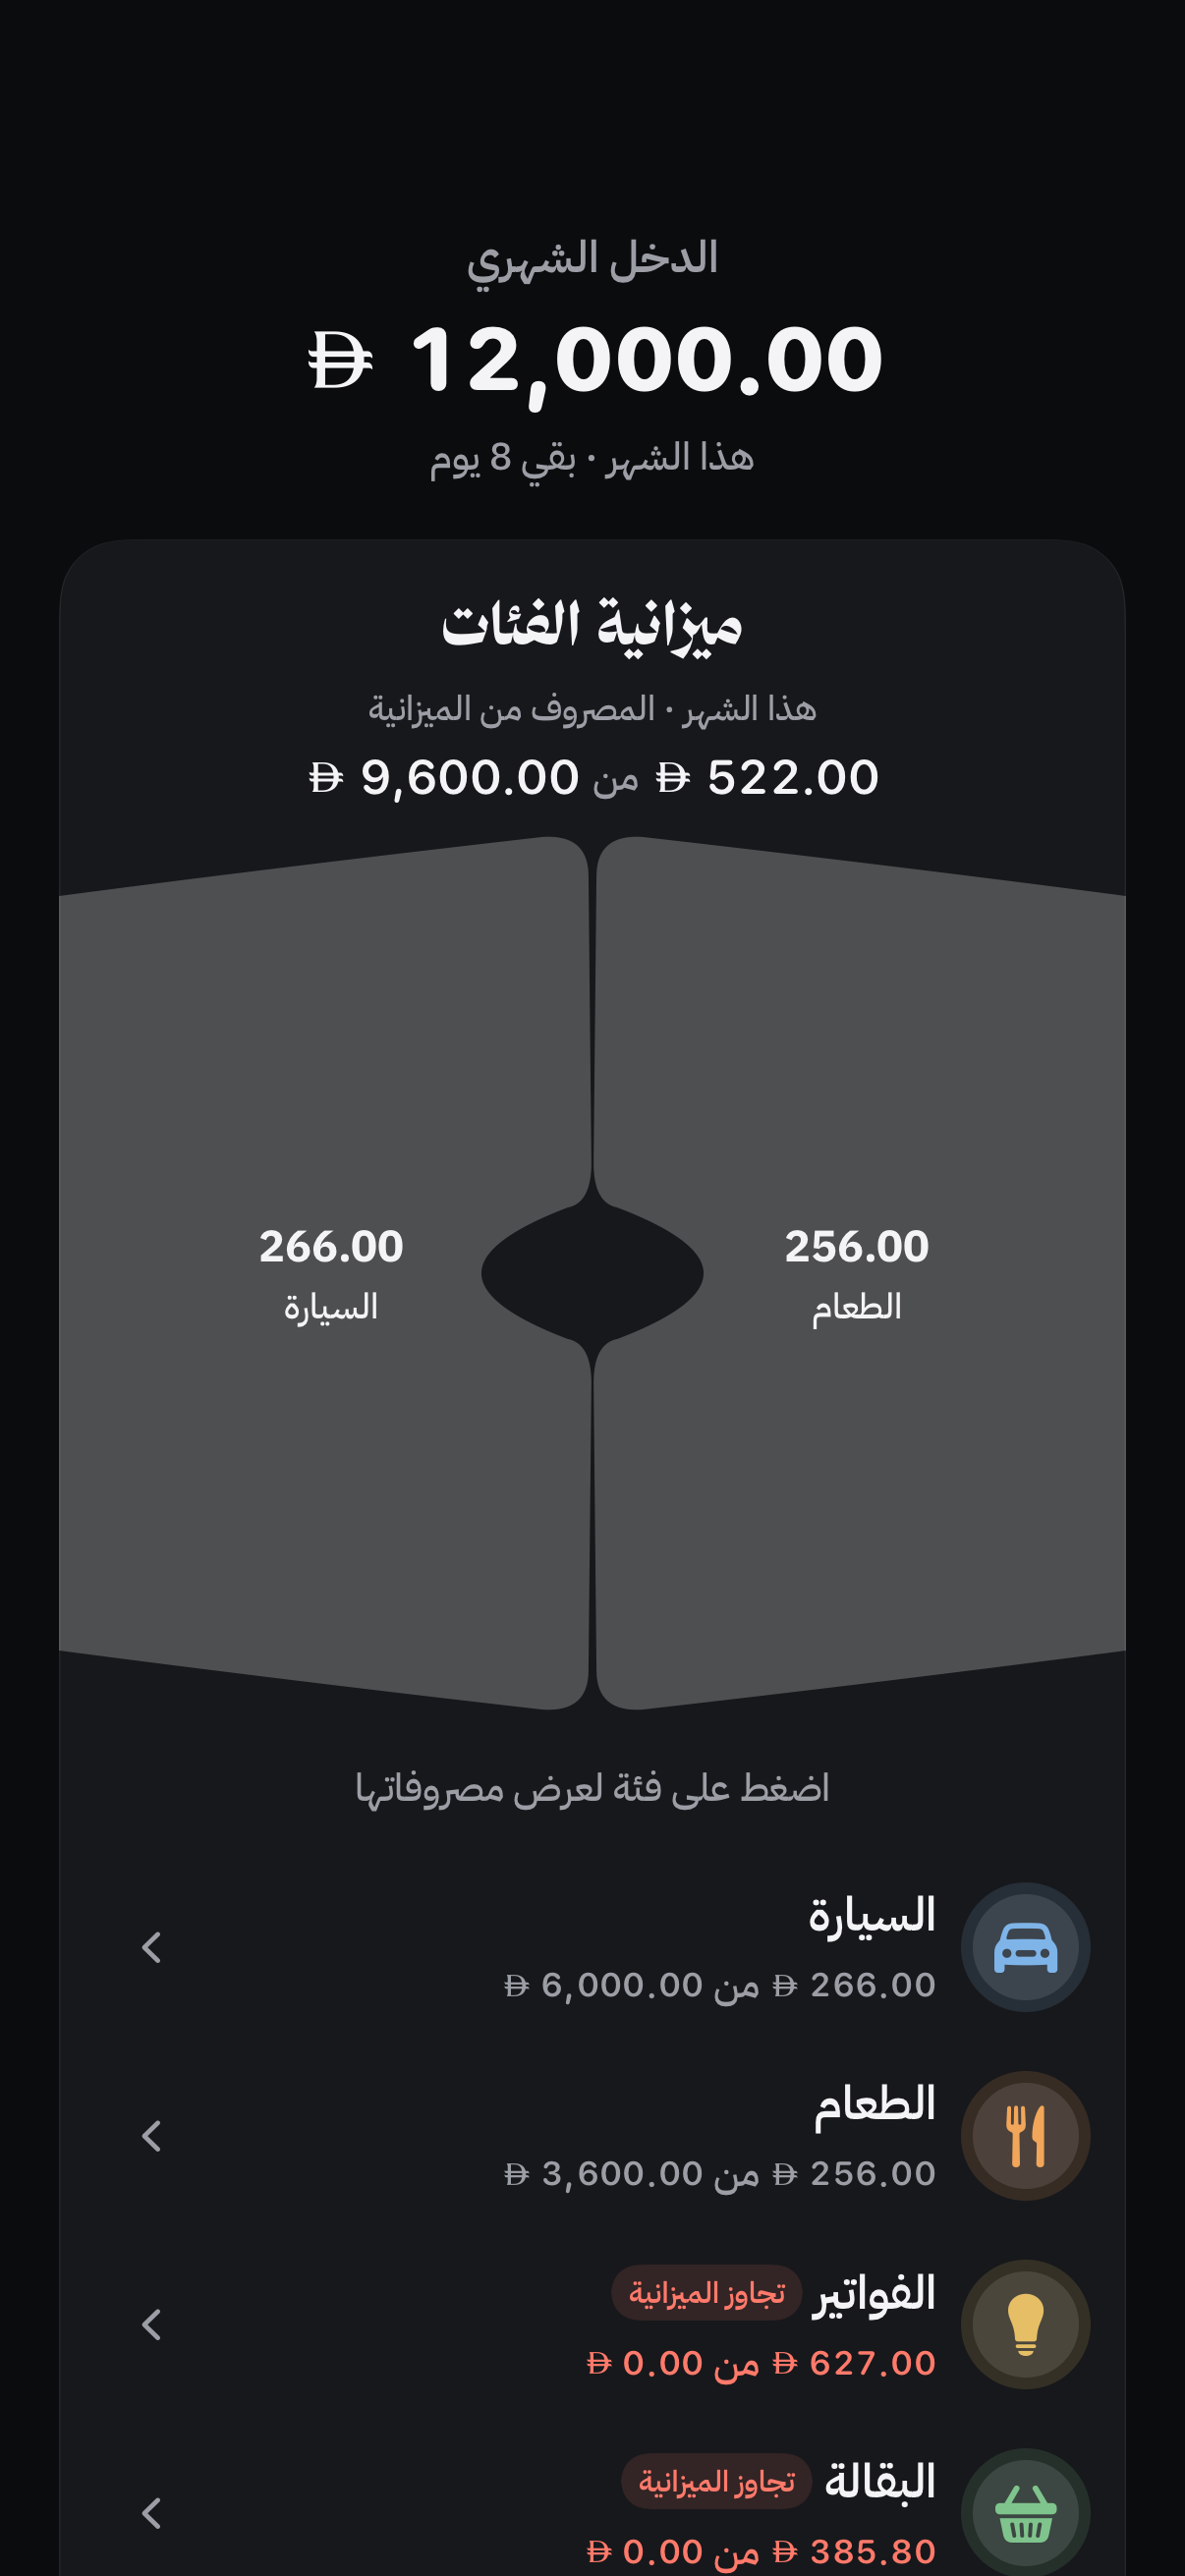 الدخل الشهري
12,000.00
هذا الشهر · بقي 8 يوم
ميزانية الفئات
هذا الشهر · المصروف من الميزانية
522.00 من 9,600.00
256.00
الطعام
266.00
السيارة
اضغط على فئة لعرض مصروفاتها
السيارة
266.00 من 6,000.00
الطعام
256.00 من 3,600.00
الفواتير تجاوز الميزانية
627.00 من 0.00
البقالة تجاوز الميزانية
385.80 من 0.00